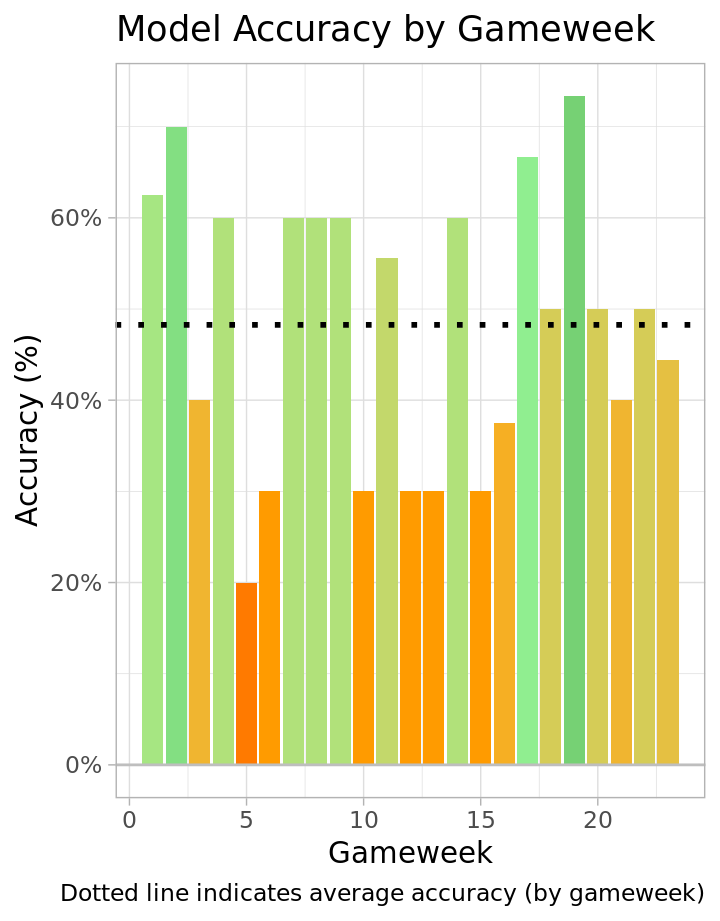 Model Accuracy by Gameweek
Accuracy (%)
60%
40%
20%
0%
0 5 10 15 20
Gameweek
Dotted line indicates average accuracy (by gameweek)